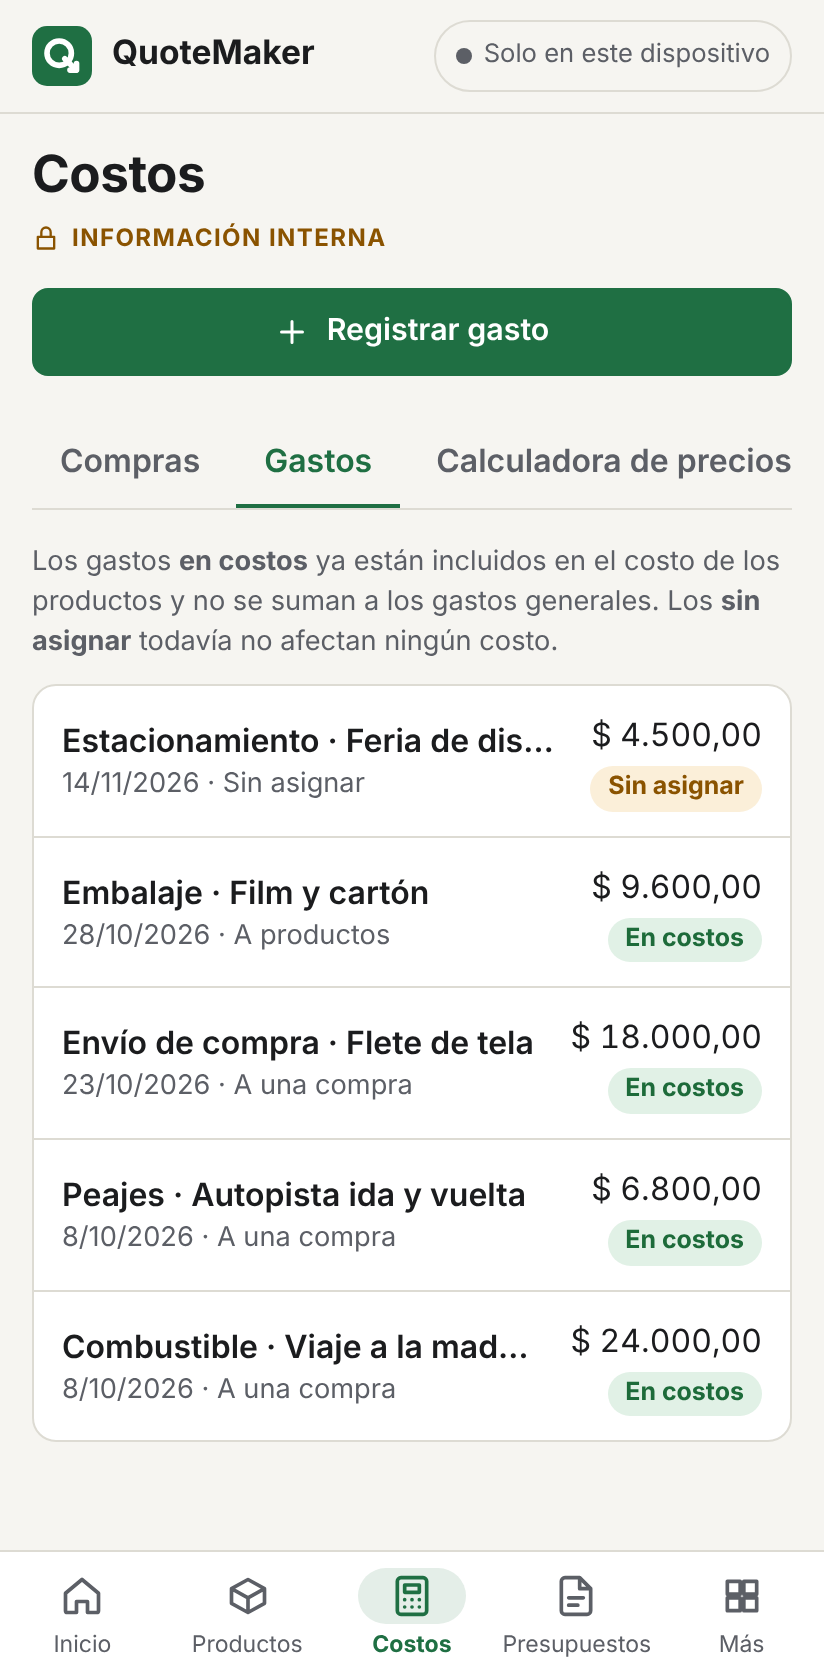 QuoteMaker
Solo en este dispositivo
Costos
INFORMACIÓN INTERNA
Registrar gasto
Compras
Gastos
Calculadora de precios
Los gastos en costos ya están incluidos en el costo de los
productos y no se suman a los gastos generales. Los sin
asignar todavía no afectan ningún costo.
Estacionamiento · Feria de dis...
$ 4.500,00
14/11/2026 · Sin asignar
Sin asignar
Embalaje · Film y cartón
$ 9.600,00
28/10/2026 · A productos
En costos
Envío de compra · Flete de tela
$ 18.000,00
23/10/2026 · A una compra
En costos
Peajes · Autopista ida y vuelta
$ 6.800,00
8/10/2026 · A una compra
En costos
Combustible · Viaje a la mad...
$ 24.000,00
8/10/2026 · A una compra
En costos
Inicio
Productos
Costos
Presupuestos
Más